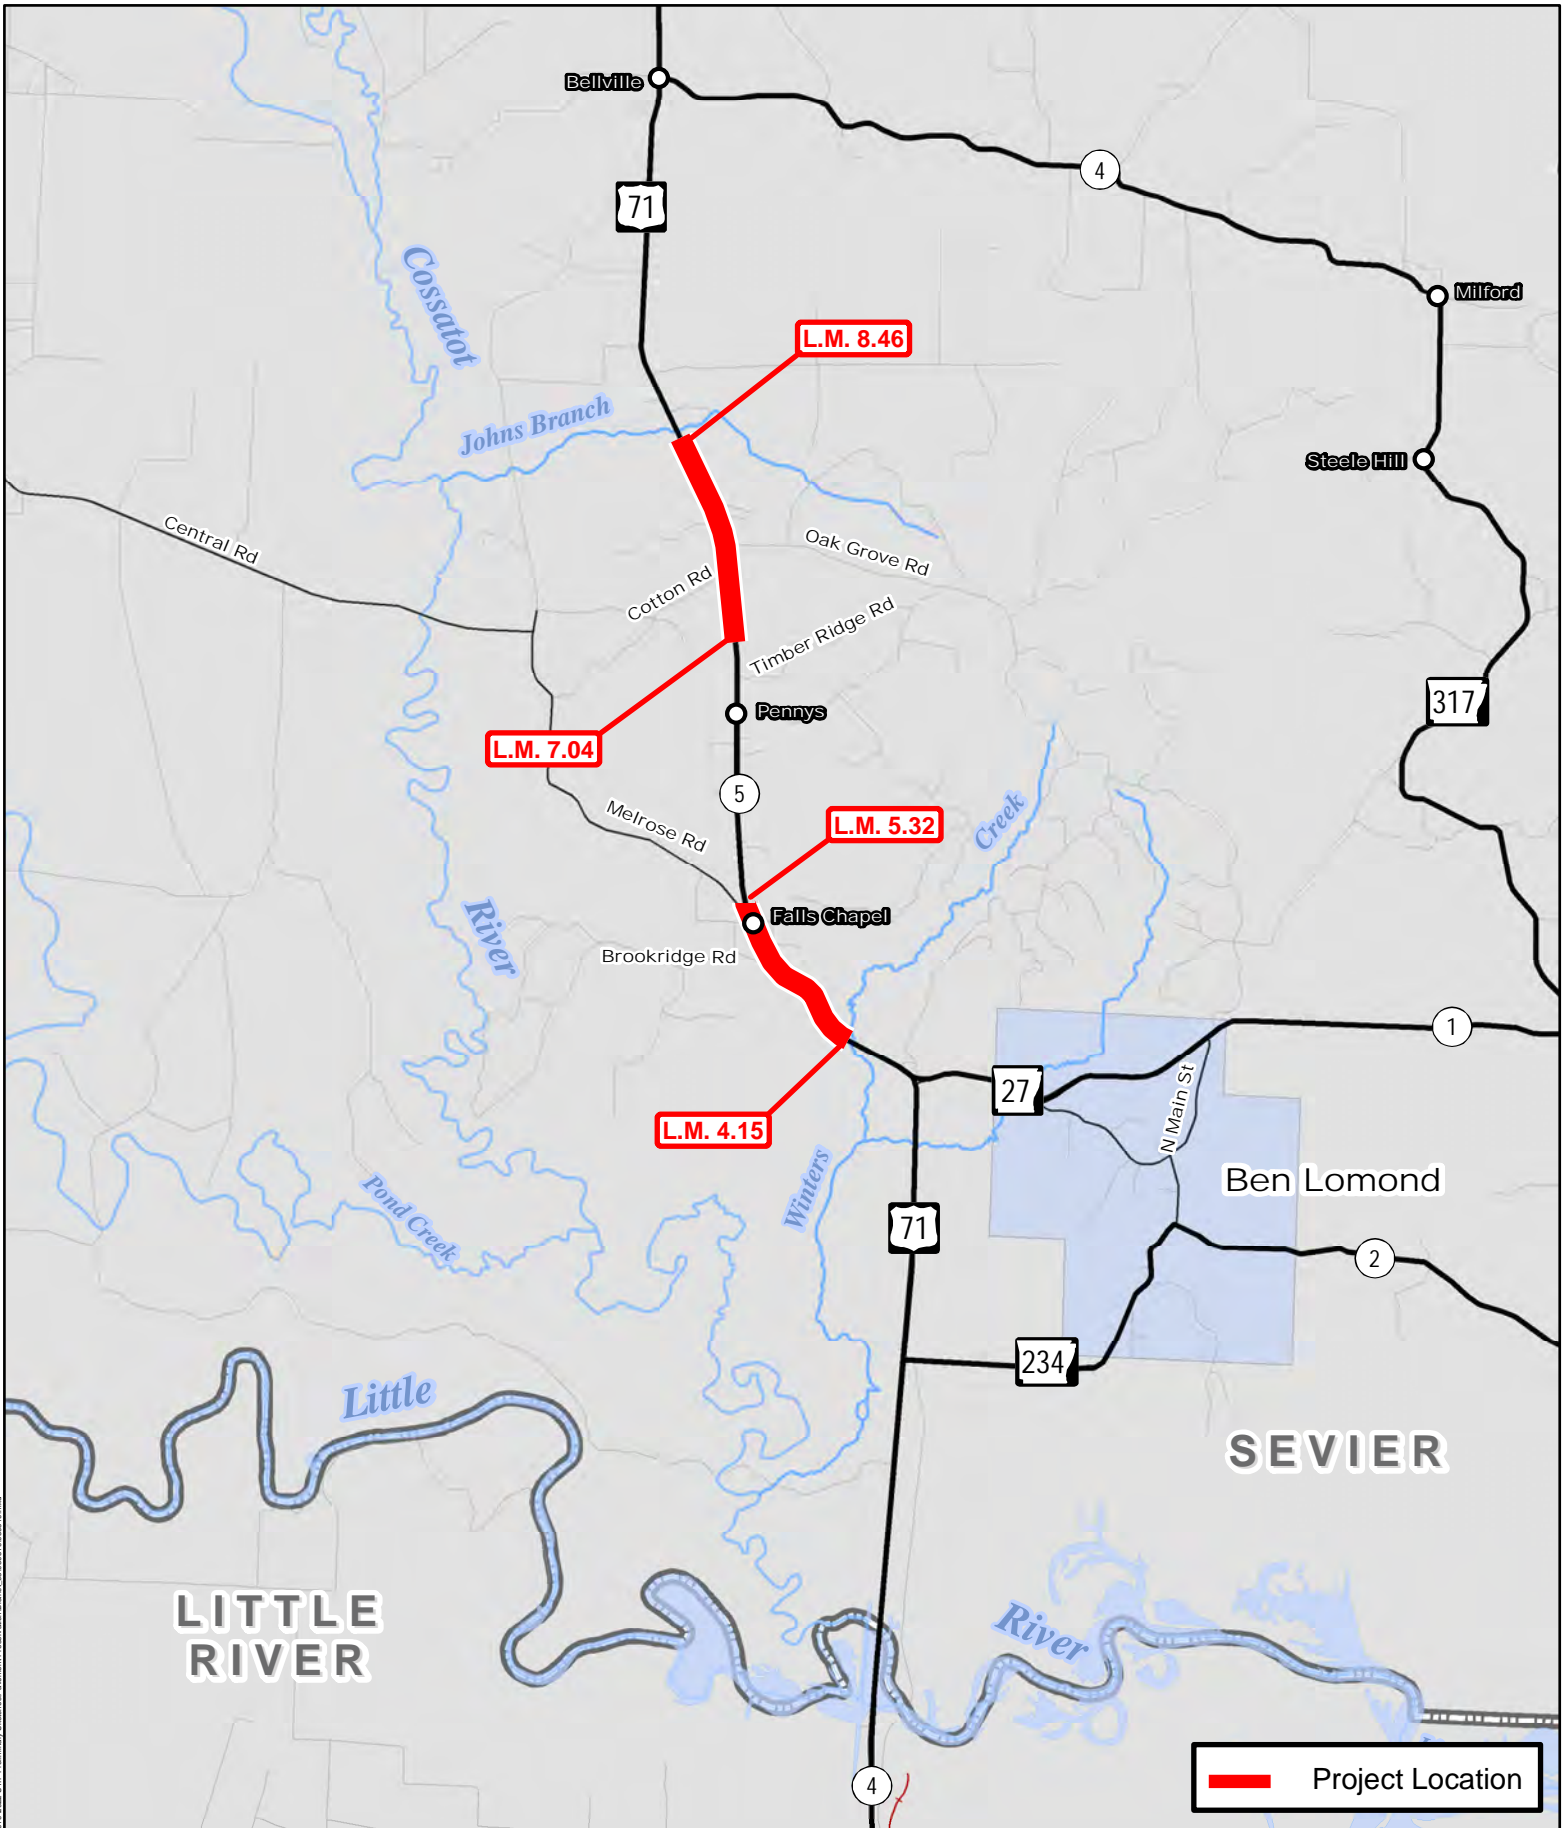 Bellville
4
71
Cossatot
Milford
L.M. 8.46
Johns Branch
Steele Hill
Central Rd
Oak Grove Rd
Cotton Rd
Timber Ridge Rd
317
Pennys
L.M. 7.04
5
Melrose Rd
L.M. 5.32
Creek
River
Falls Chapel
Brookridge Rd
1
27
N Main St
L.M. 4.15
Winters
Ben Lomond
Pond Creek
71
2
234
Little
SEVIER
LITTLE
RIVER
River
4
Project Location